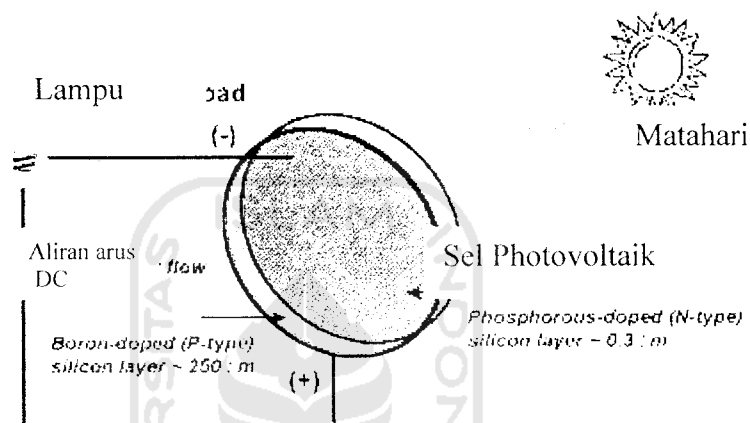 Lampu
oad
(-)
Matahari
Aliran arus
DC
flow
Sel Photovoltaik
Boron-doped (P-type)
silicon layer ~ 250 : m
Phosphorous-doped (N-type)
silicon layer ~ 0.3 : m
(+)